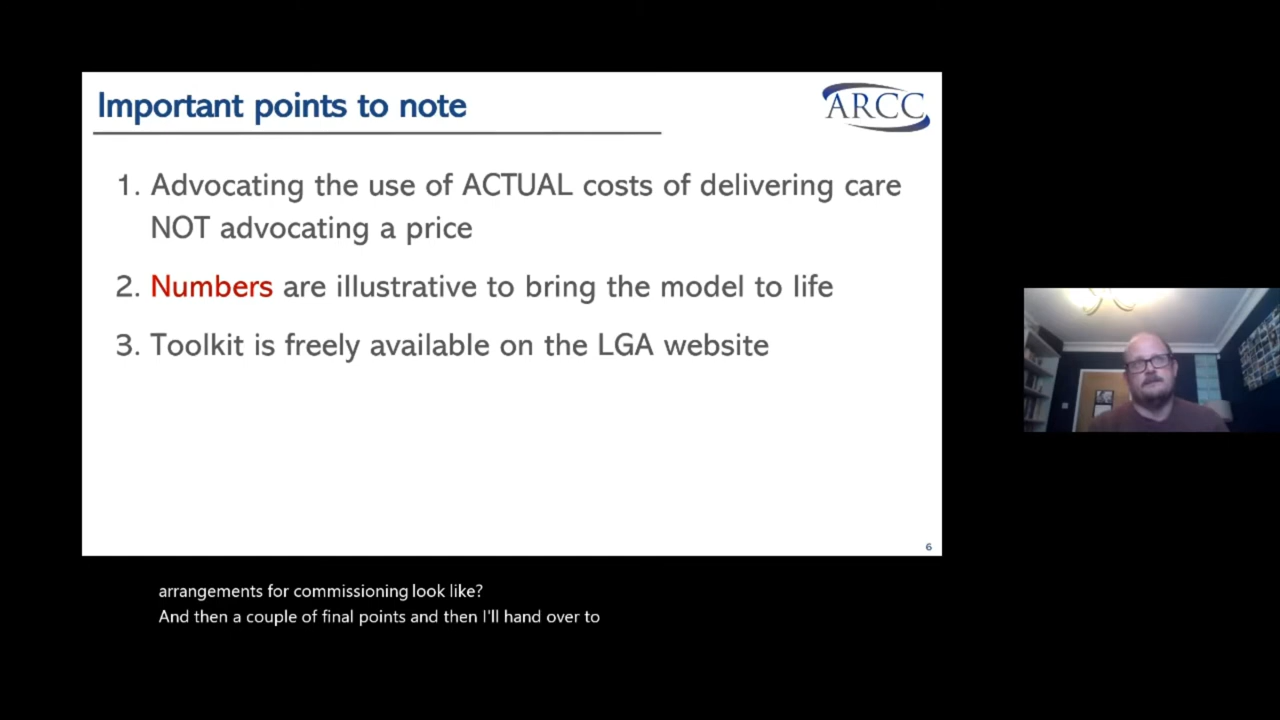 Important points to note
ARCC
1. Advocating the use of ACTUAL costs of delivering care
NOT advocating a price
2. Numbers are illustrative to bring the model to life
3. Toolkit is freely available on the LGA website
6
arrangements for commissioning look like?
And then a couple of final points and then I'll hand over to